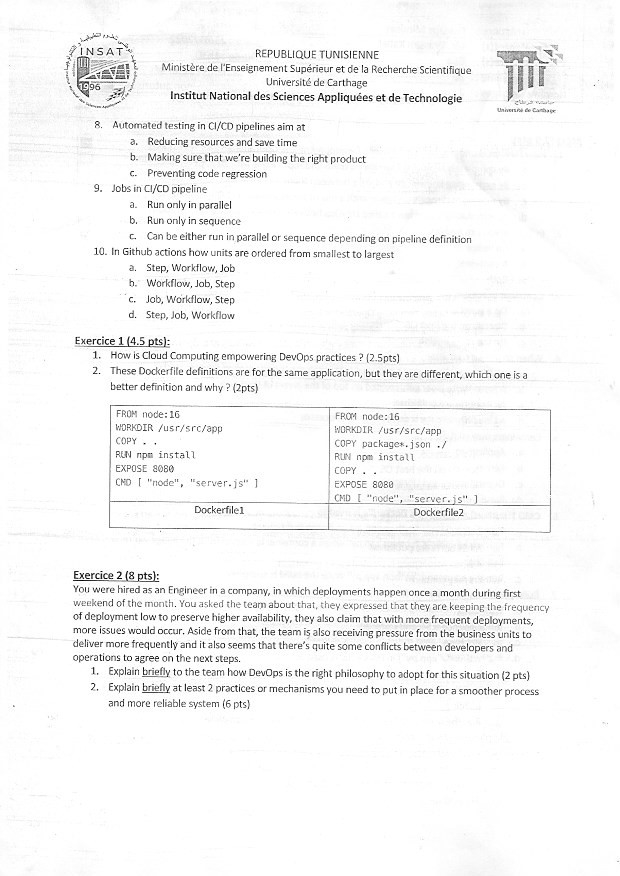 INSAT
1996
REPUBLIQUE TUNISIENNE
Ministère de l'Enseignement Supérieur et de la Recherche Scientifique
Université de Carthage
Institut National des Sciences Appliquées et de Technologie
Université de Carthage
8. Automated testing in CI/CD pipelines aim at
a. Reducing resources and save time
b. Making sure that we're building the right product
c. Preventing code regression
9. Jobs in CI/CD pipeline
a. Run only in parallel
b. Run only in sequence
c. Can be either run in parallel or sequence depending on pipeline definition
10. In Github actions how units are ordered from smallest to largest
a. Step, Workflow, Job
b. Workflow, Job, Step
c. Job, Workflow, Step
d. Step, Job, Workflow
Exercice 1 (4.5 pts):
1. How is Cloud Computing empowering DevOps practices ? (2.5pts)
2. These Dockerfile definitions are for the same application, but they are different, which one is a
better definition and why ? (2pts)
FROM node:16
WORKDIR /usr/src/app
COPY . .
RUN npm install
EXPOSE 8080
CMD [ "node", "server.js" ]
Dockerfile1
FROM node:16
WORKDIR /usr/src/app
COPY package*.json ./
RUN npm install
COPY . .
EXPOSE 8080
CMD [ "node", "server.js" ]
Dockerfile2
Exercice 2 (8 pts):
You were hired as an Engineer in a company, in which deployments happen once a month during first
weekend of the month. You asked the team about that, they expressed that they are keeping the frequency
of deployment low to preserve higher availability, they also claim that with more frequent deployments,
more issues would occur. Aside from that, the team is also receiving pressure from the business units to
deliver more frequently and it also seems that there's quite some conflicts between developers and
operations to agree on the next steps.
1. Explain briefly to the team how DevOps is the right philosophy to adopt for this situation (2 pts)
2. Explain briefly at least 2 practices or mechanisms you need to put in place for a smoother process
and more reliable system (6 pts)